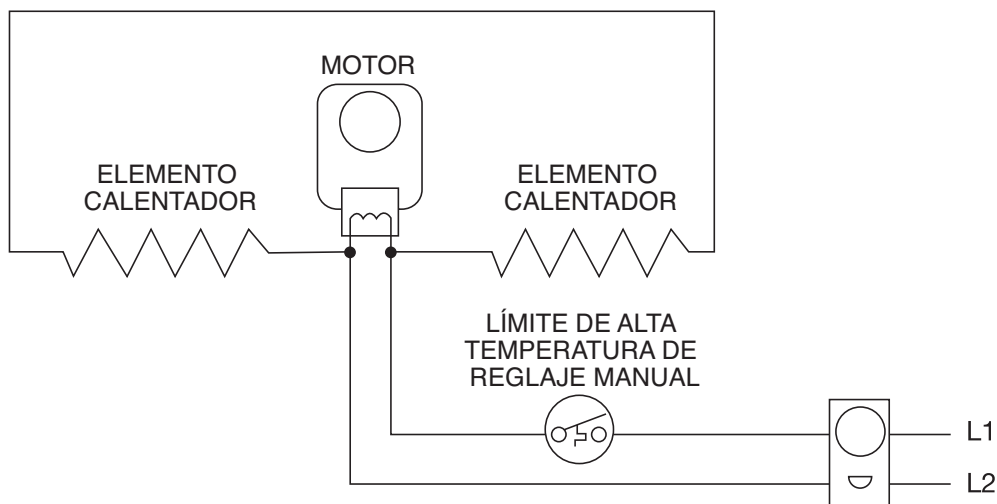 MOTOR
ELEMENTO
CALENTADOR
ELEMENTO
CALENTADOR
LÍMITE DE ALTA
TEMPERATURA DE
REGLAJE MANUAL
L1
L2